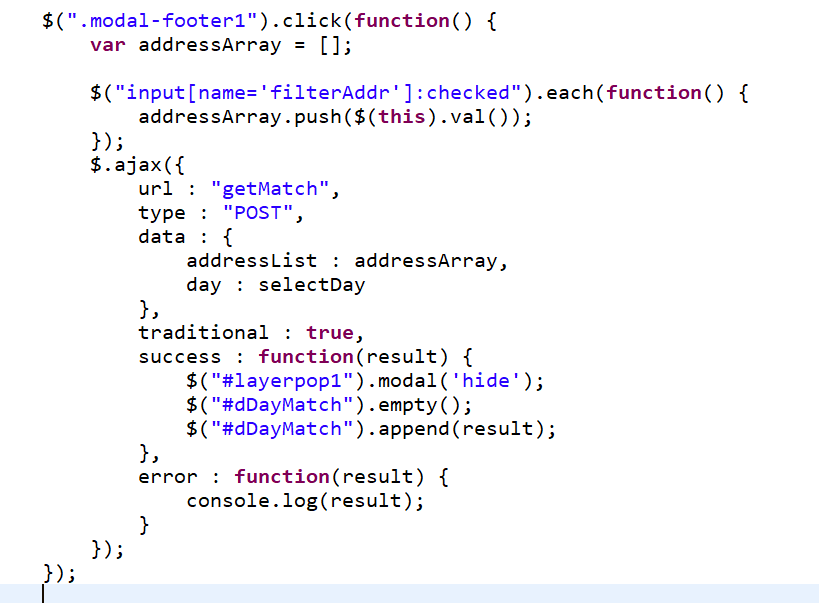 $(".modal-footer1").click(function() {
    var addressArray = [];

    $("input[name='filterAddr']:checked").each(function() {
        addressArray.push($(this).val());
    });
    $.ajax({
        url : "getMatch",
        type : "POST",
        data : {
            addressList : addressArray,
            day : selectDay
        },
        traditional : true,
        success : function(result) {
            $("#layerpop1").modal('hide');
            $("#dDayMatch").empty();
            $("#dDayMatch").append(result);
        },
        error : function(result) {
            console.log(result);
        }
    });
});